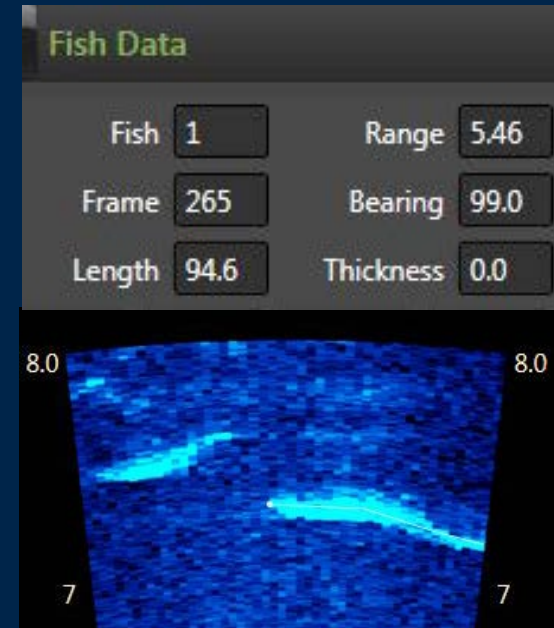 Fish Data
Fish 1 Range 5.46
Frame 265 Bearing 99.0
Length 94.6 Thickness 0.0
8.0 8.0
7 7